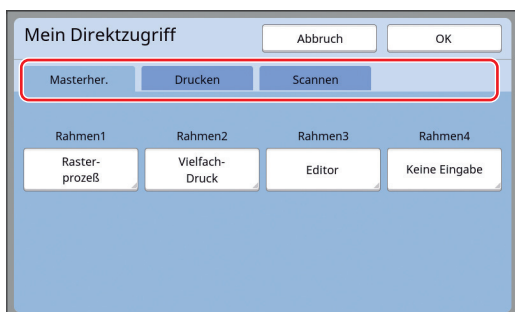 Mein Direktzugriff
Abbruch
OK
Masterher.
Drucken
Scannen
Rahmen1
Rahmen2
Rahmen3
Rahmen4
Raster-
prozeß
Vielfach-
Druck
Editor
Keine Eingabe